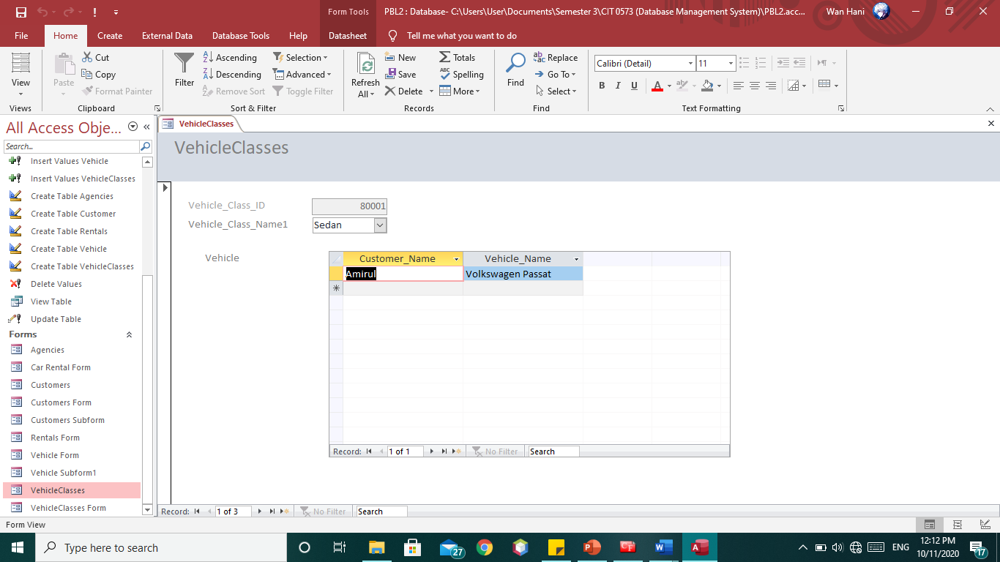 Form Tools
PBL2 : Database- C:\Users\User\Documents\Semester 3\CIT 0573 (Database Management System)\PBL2.acc...
Wan Hani
File Home Create External Data Database Tools Help Datasheet Tell me what you want to do
View
Views
Paste
Cut
Copy
Format Painter
Clipboard
Filter
Ascending
Descending
Remove Sort
Selection
Advanced
Toggle Filter
Sort & Filter
Refresh
All
New
Save
Delete
Totals
Spelling
More
Records
Find
Replace
Go To
Select
Find
Calibri (Detail) 11
B I U A
Text Formatting
All Access Obje...
Search...
Insert Values Vehicle
Insert Values VehicleClasses
Create Table Agencies
Create Table Customer
Create Table Rentals
Create Table Vehicle
Create Table VehicleClasses
Delete Values
View Table
Update Table
Forms
Agencies
Car Rental Form
Customers
Customers Form
Customers Subform
Rentals Form
Vehicle Form
Vehicle Subform1
VehicleClasses
VehicleClasses Form
VehicleClasses
VehicleClasses
Vehicle_Class_ID 80001
Vehicle_Class_Name1 Sedan
Vehicle
Customer_Name Vehicle_Name
Amirul Volkswagen Passat
Record: 1 of 1 No Filter Search
Record: 1 of 3 No Filter Search
Form View
Type here to search
27
ENG
12:12 PM
10/11/2020
17